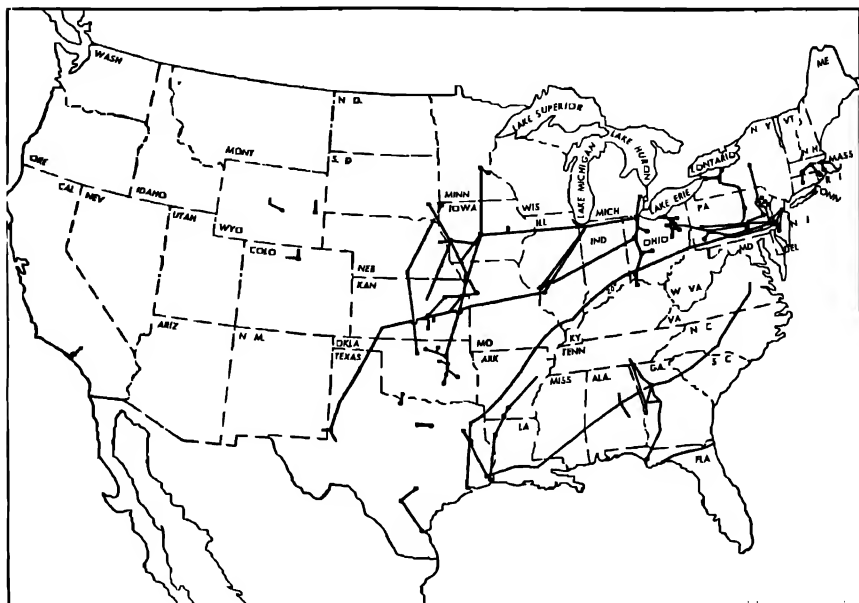 WASH
ME
N D.
LAKE SUPERIOR
N Y
VT
MONT
LAKE HURON
N H
S. D
LAKE MICHIGAN
ONTARIO
MASS
ORE
MINN
R I
CAL
NEV
IDAHO
WIS
MICH
LAKE ERIE
PA
CONN
IOWA
UTAH
WYO
ILL
N J
COLO
IND
OHIO
MD
DEL
NEB
KAN
W VA
ARIZ
N M.
OKLA
TEXAS
MO
ARK
KY
TENN
VA
N C
S C
MISS
ALA.
GA.
LA
FLA